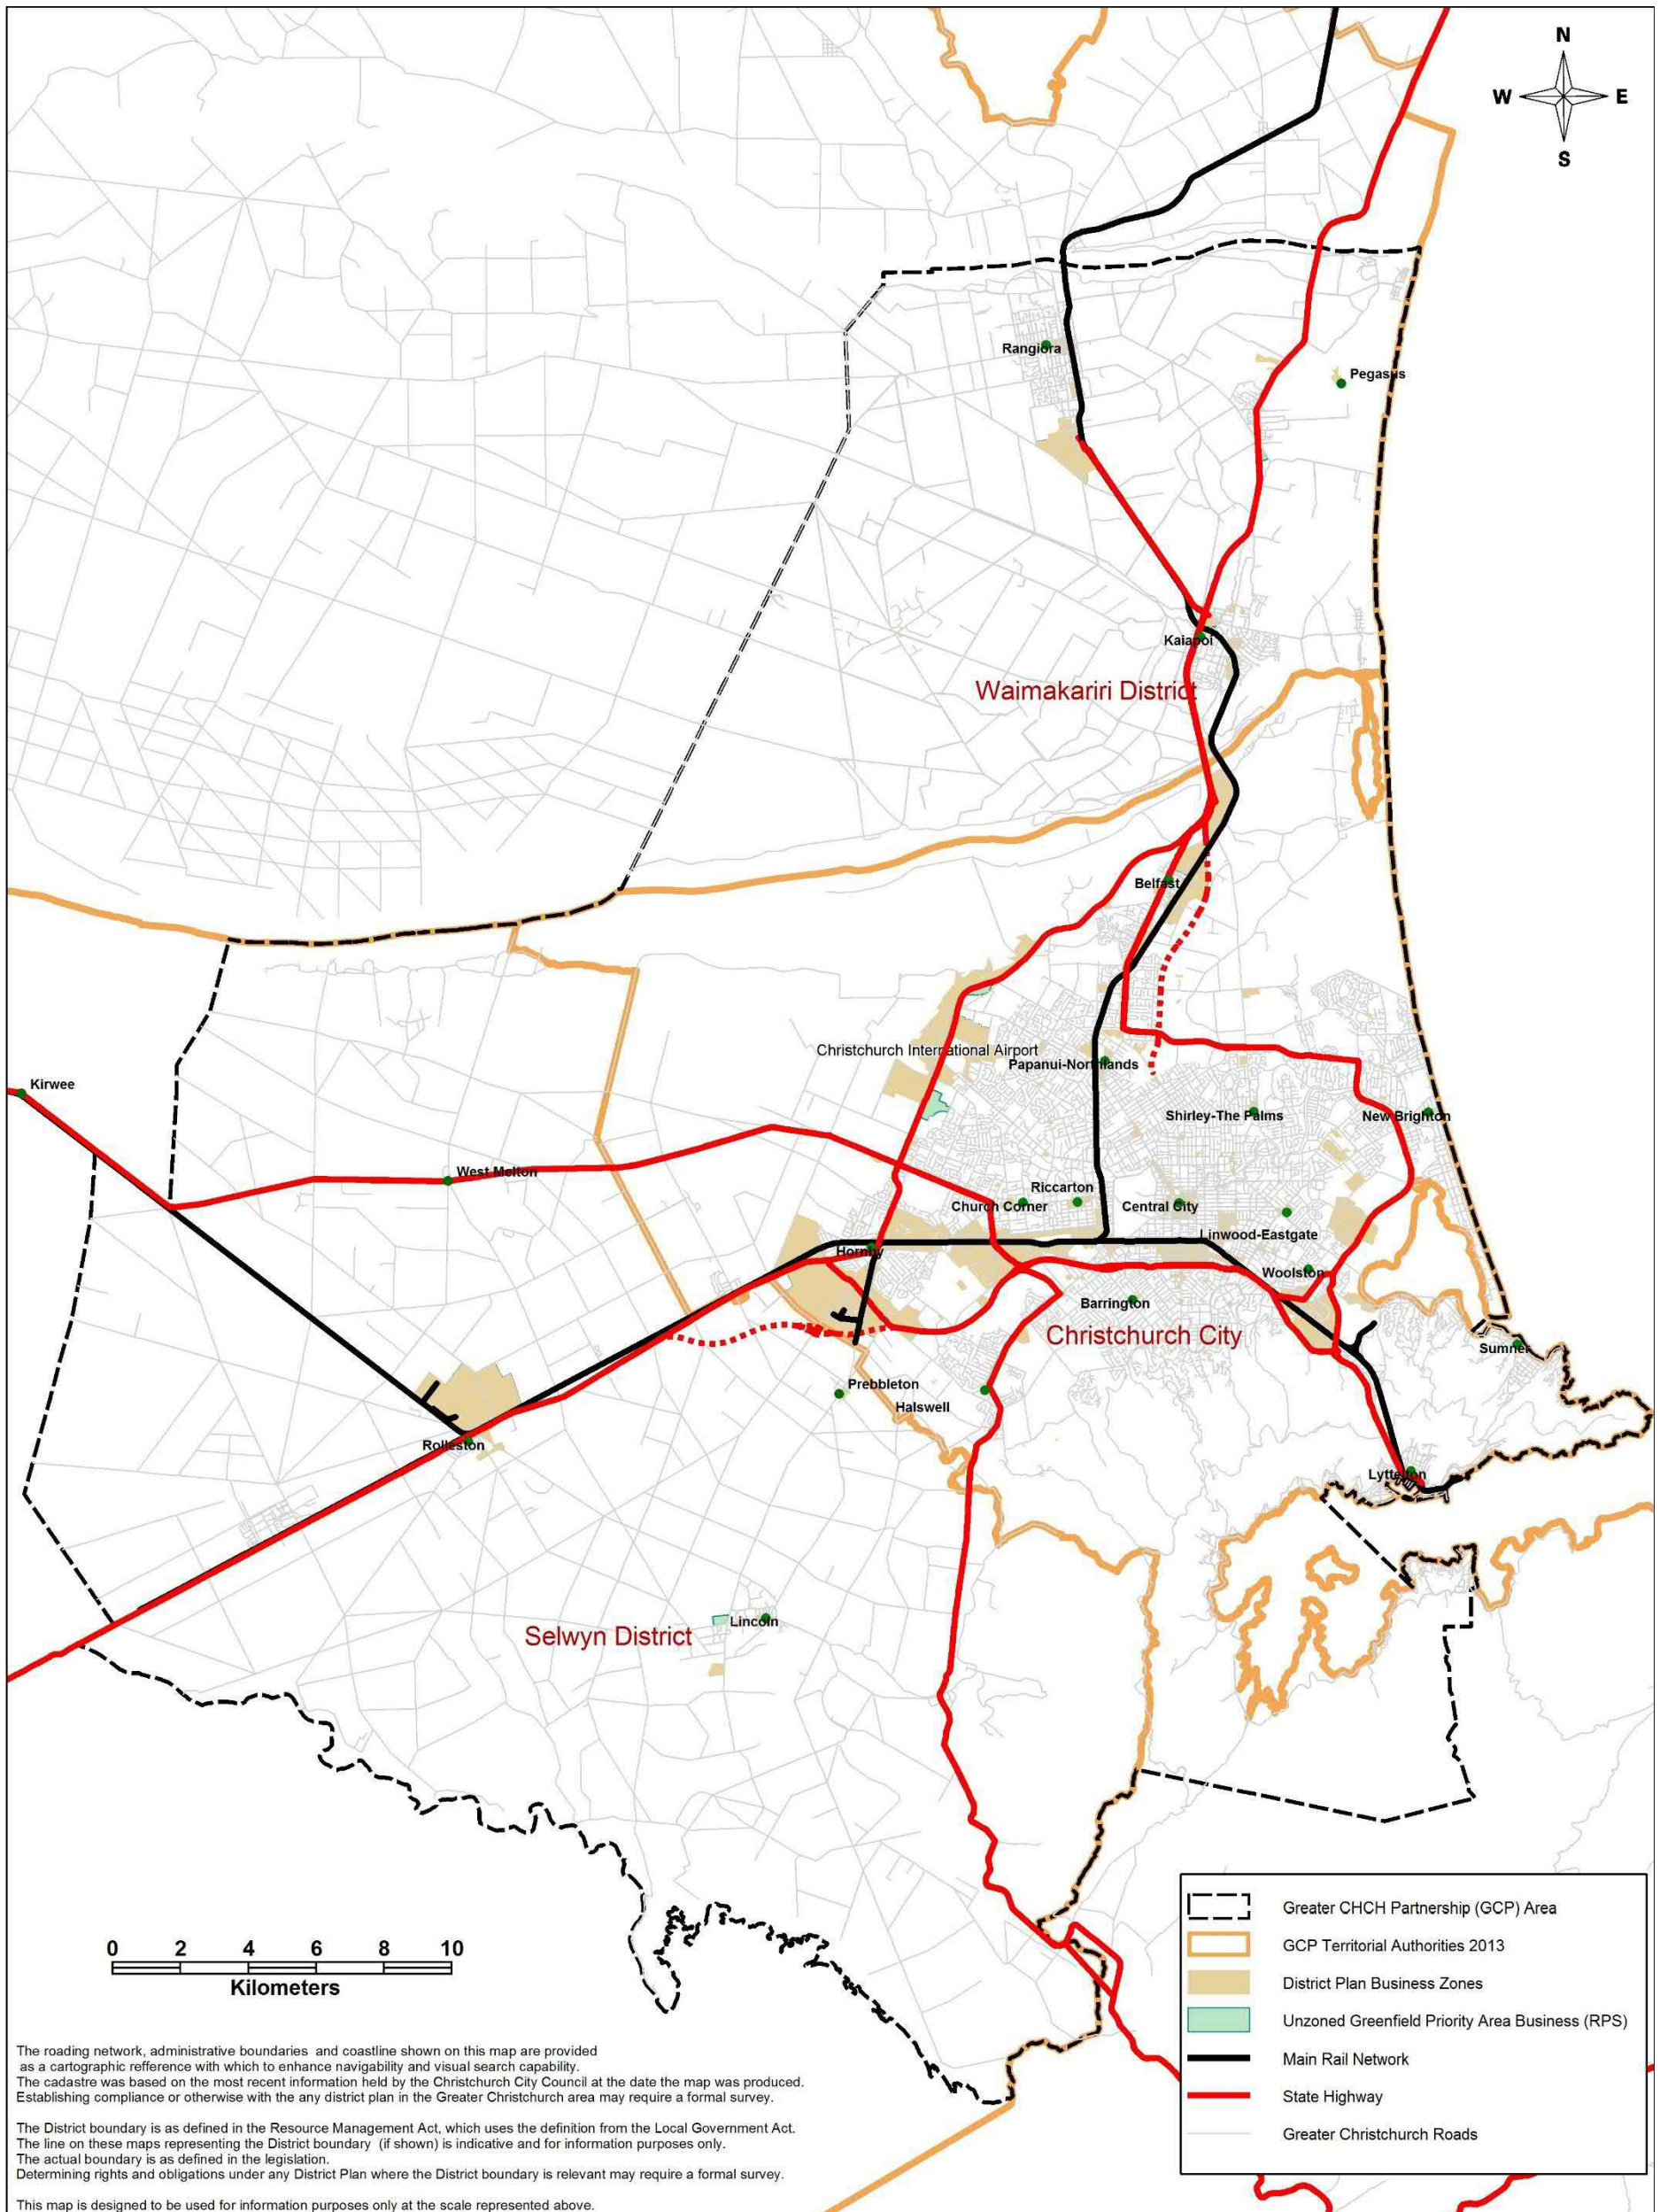 N
W E
S
Rangiora
Pegasus
Kaiapoi
Waimakariri District
Belfast
Christchurch International Airport
Papanui-Northlands
Kirwee
Shirley-The Palms
New Brighton
West Melton
Riccarton
Church Corner
Central City
Linwood-Eastgate
Hornby
Woolston
Barrington
Christchurch City
Sumner
Prebbleton
Halswell
Rolleston
Lyttelton
Lincoln
Selwyn District
0 2 4 6 8 10
Kilometers
Greater CHCH Partnership (GCP) Area
GCP Territorial Authorities 2013
District Plan Business Zones
Unzoned Greenfield Priority Area Business (RPS)
Main Rail Network
State Highway
Greater Christchurch Roads
The roading network, administrative boundaries and coastline shown on this map are provided
as a cartographic refference with which to enhance navigability and visual search capability.
The cadastre was based on the most recent information held by the Christchurch City Council at the date the map was produced.
Establishing compliance or otherwise with the any district plan in the Greater Christchurch area may require a formal survey.
The District boundary is as defined in the Resource Management Act, which uses the definition from the Local Government Act.
The line on these maps representing the District boundary (if shown) is indicative and for information purposes only.
The actual boundary is as defined in the legislation.
Determining rights and obligations under any District Plan where the District boundary is relevant may require a formal survey.
This map is designed to be used for information purposes only at the scale represented above.